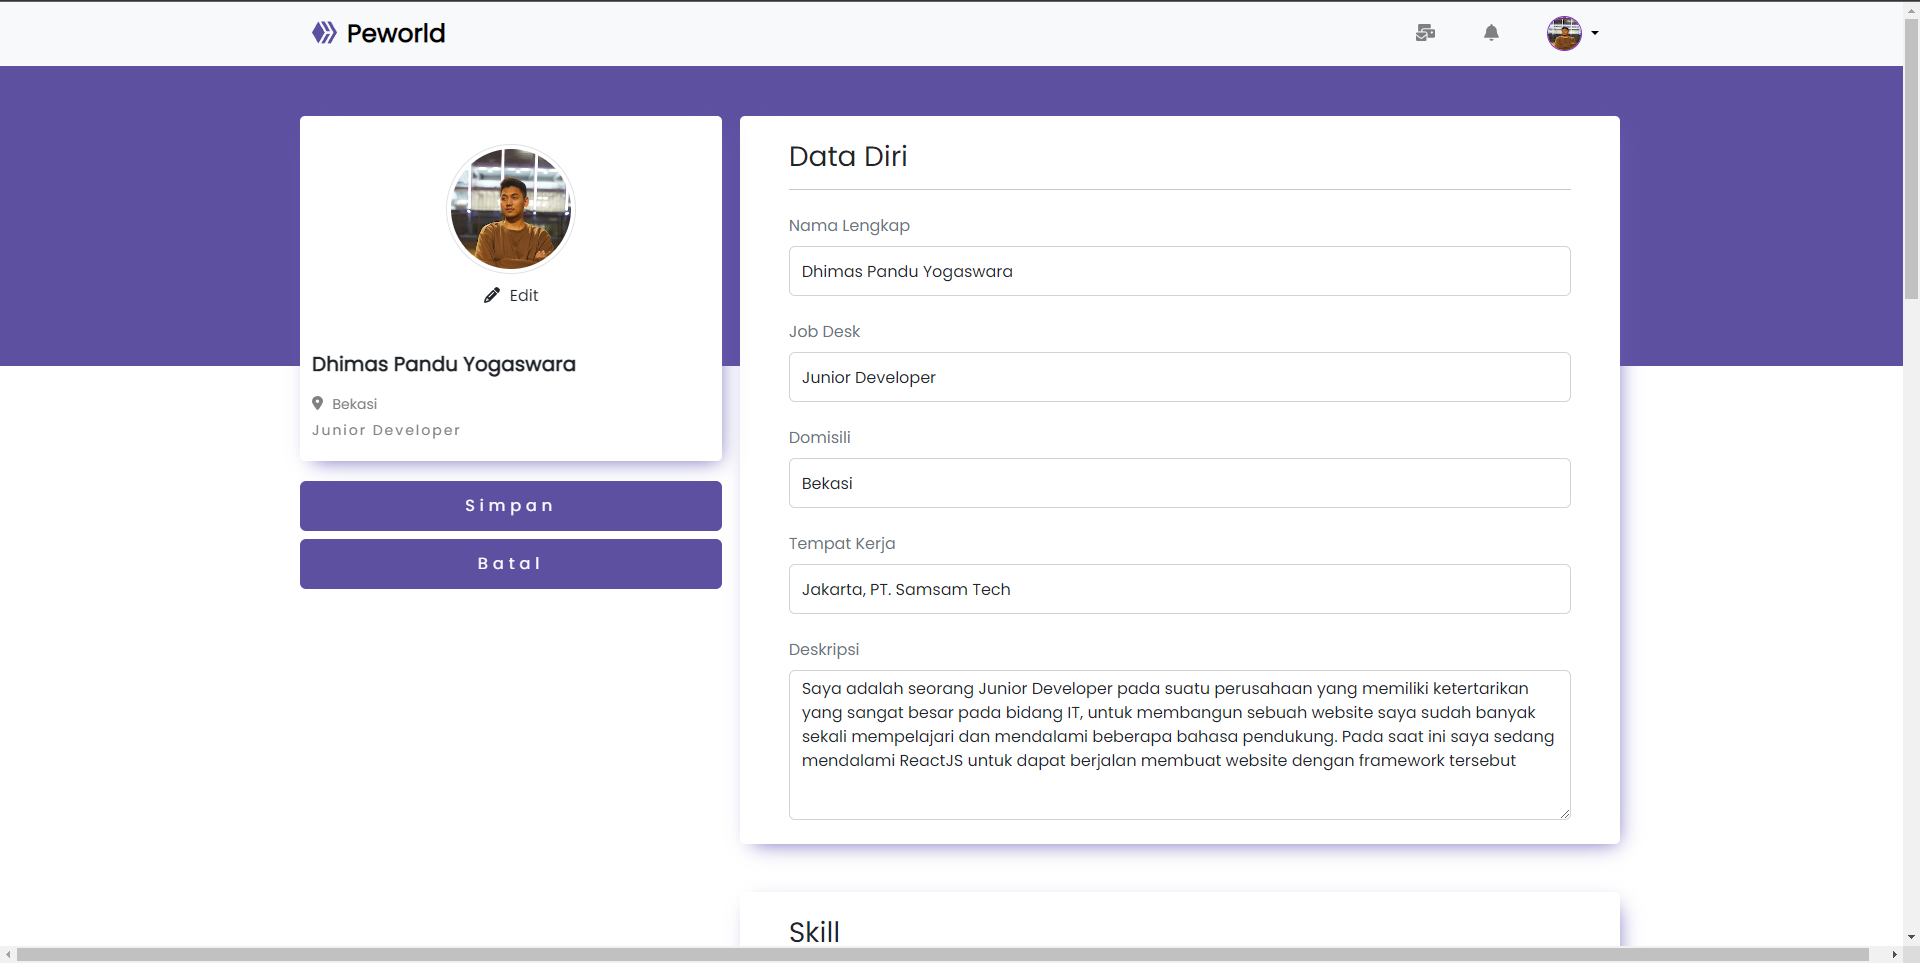 Peworld
Edit
Dhimas Pandu Yogaswara
Bekasi
Junior Developer
Simpan
Batal
Data Diri
Nama Lengkap
Dhimas Pandu Yogaswara
Job Desk
Junior Developer
Domisili
Bekasi
Tempat Kerja
Jakarta, PT. Samsam Tech
Deskripsi
Saya adalah seorang Junior Developer pada suatu perusahaan yang memiliki ketertarikan
yang sangat besar pada bidang IT, untuk membangun sebuah website saya sudah banyak
sekali mempelajari dan mendalami beberapa bahasa pendukung. Pada saat ini saya sedang
mendalami ReactJS untuk dapat berjalan membuat website dengan framework tersebut
Skill